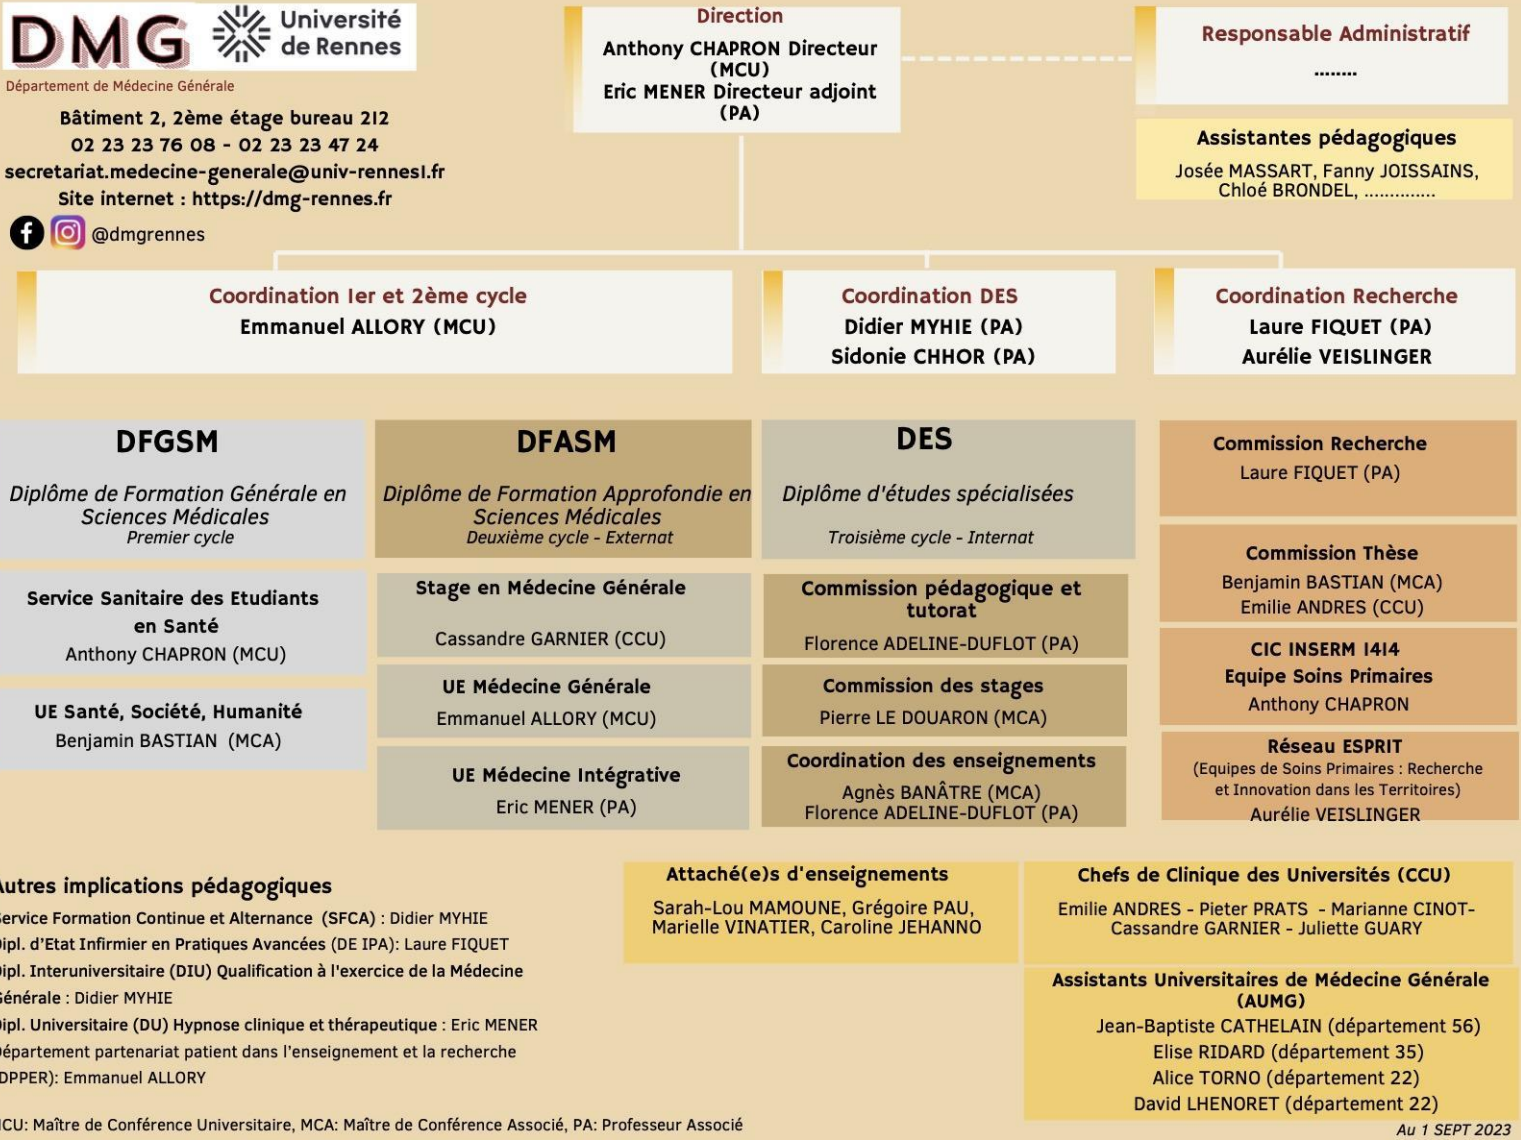 DMG
Université
de Rennes
Département de Médecine Générale
Bâtiment 2, 2ème étage bureau 212
02 23 23 76 08 - 02 23 23 47 24
secretariat.medecine-generale@univ-rennes1.fr
Site internet : https://dmg-rennes.fr
@dmgrennes
Direction
Anthony CHAPRON Directeur
(MCU)
Eric MENER Directeur adjoint
(PA)
Responsable Administratif
........
Assistantes pédagogiques
Josée MASSART, Fanny JOISSAINS,
Chloé BRONDEL, ..............
Coordination 1er et 2ème cycle
Emmanuel ALLORY (MCU)
Coordination DES
Didier MYHIE (PA)
Sidonie CHHOR (PA)
Coordination Recherche
Laure FIQUET (PA)
Aurélie VEISLINGER
DFGSM
Diplôme de Formation Générale en
Sciences Médicales
Premier cycle
Service Sanitaire des Etudiants
en Santé
Anthony CHAPRON (MCU)
UE Santé, Société, Humanité
Benjamin BASTIAN (MCA)
DFASM
Diplôme de Formation Approfondie en
Sciences Médicales
Deuxième cycle - Externat
Stage en Médecine Générale
Cassandre GARNIER (CCU)
UE Médecine Générale
Emmanuel ALLORY (MCU)
UE Médecine Intégrative
Eric MENER (PA)
DES
Diplôme d'études spécialisées
Troisième cycle - Internat
Commission pédagogique et
tutorat
Florence ADELINE-DUFLOT (PA)
Commission des stages
Pierre LE DOUARON (MCA)
Coordination des enseignements
Agnès BANÂTRE (MCA)
Florence ADELINE-DUFLOT (PA)
Commission Recherche
Laure FIQUET (PA)
Commission Thèse
Benjamin BASTIAN (MCA)
Emilie ANDRES (CCU)
CIC INSERM 1414
Equipe Soins Primaires
Anthony CHAPRON
Réseau ESPRIT
(Equipes de Soins Primaires : Recherche
et Innovation dans les Territoires)
Aurélie VEISLINGER
Autres implications pédagogiques
Service Formation Continue et Alternance (SFCA) : Didier MYHIE
Dipl. d'Etat Infirmier en Pratiques Avancées (DE IPA): Laure FIQUET
Dipl. Interuniversitaire (DIU) Qualification à l'exercice de la Médecine
Générale : Didier MYHIE
Dipl. Universitaire (DU) Hypnose clinique et thérapeutique : Eric MENER
Département partenariat patient dans l'enseignement et la recherche
(DPPER): Emmanuel ALLORY
MCU: Maître de Conférence Universitaire, MCA: Maître de Conférence Associé, PA: Professeur Associé
Attaché(e)s d'enseignements
Sarah-Lou MAMOUNE, Grégoire PAU,
Marielle VINATIER, Caroline JEHANNO
Chefs de Clinique des Universités (CCU)
Emilie ANDRES - Pieter PRATS - Marianne CINOT-
Cassandre GARNIER - Juliette GUARY
Assistants Universitaires de Médecine Générale
(AUMG)
Jean-Baptiste CATHELAIN (département 56)
Elise RIDARD (département 35)
Alice TORNO (département 22)
David LHENORET (département 22)
Au 1 SEPT 2023